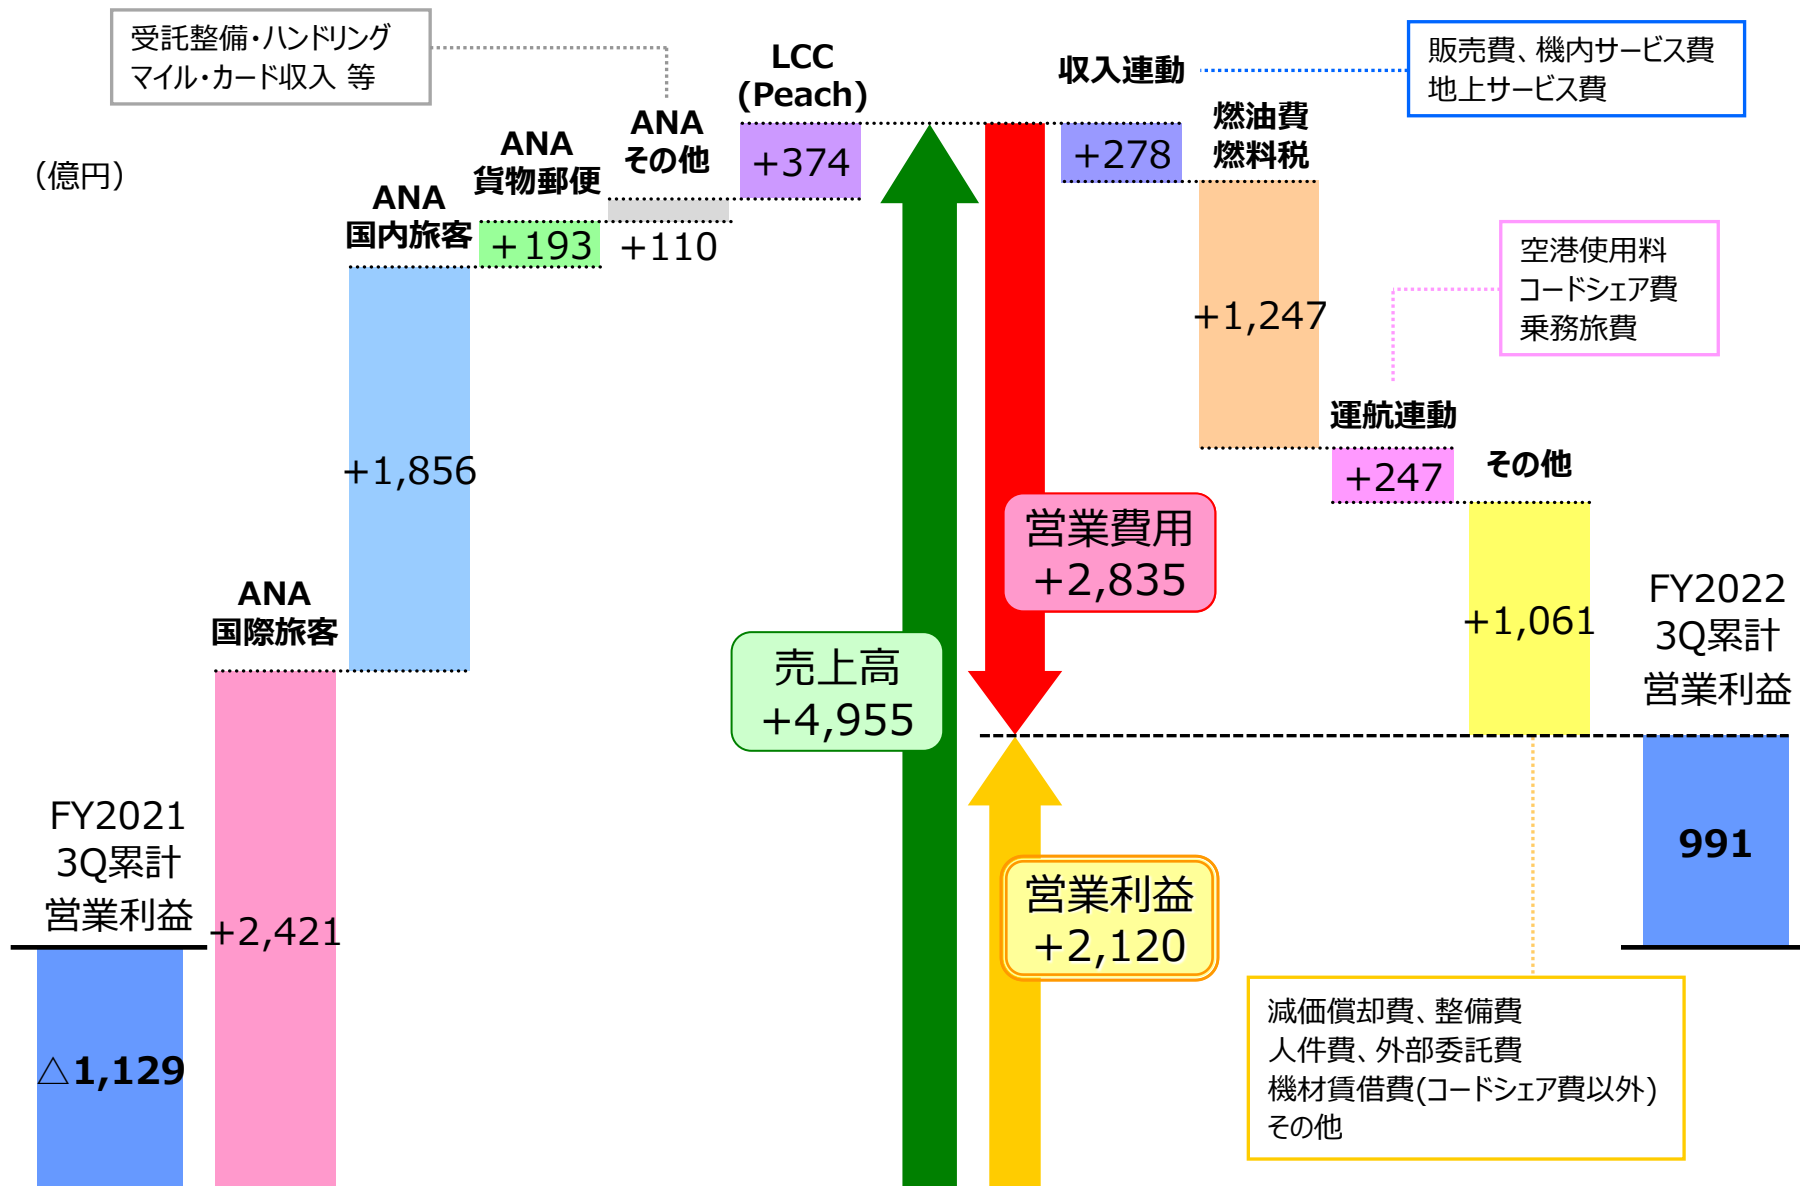 受託整備・ハンドリング
マイル・カード収入 等
(億円)
LCC
(Peach)
+374
ANA
その他
+110
ANA
貨物郵便
+193
ANA
国内旅客
+1,856
ANA
国際旅客
+2,421
FY2021
3Q累計
営業利益
△1,129
売上高
+4,955
営業費用
+2,835
営業利益
+2,120
収入連動
+278
販売費、機内サービス費
地上サービス費
燃油費
燃料税
+1,247
空港使用料
コードシェア費
乗務旅費
運航連動
+247
その他
+1,061
減価償却費、整備費
人件費、外部委託費
機材賃借費(コードシェア費以外)
その他
FY2022
3Q累計
営業利益
991